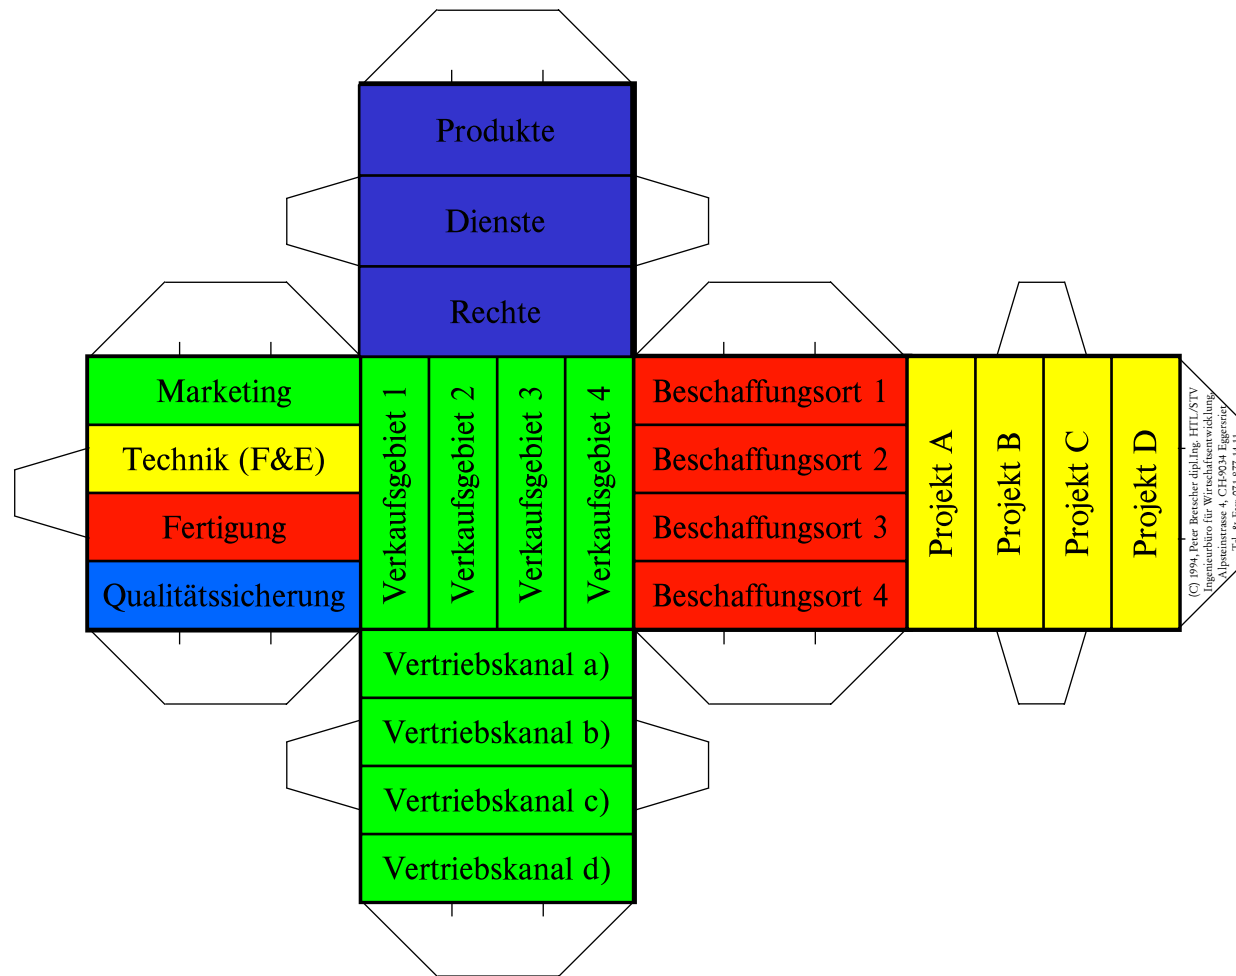 Produkte
Dienste
Rechte
Marketing
Technik (F&E)
Fertigung
Qualitätssicherung
Verkaufsgebiet 1
Verkaufsgebiet 2
Verkaufsgebiet 3
Verkaufsgebiet 4
Beschaffungsort 1
Beschaffungsort 2
Beschaffungsort 3
Beschaffungsort 4
Projekt A
Projekt B
Projekt C
Projekt D
(C) 1994, Peter Bretscher dipl.Ing. HTL/STV
Ingenieurbüro für Wirtschaftsentwicklung,
Alpsteinstrasse 4, CH-9034 Eggersriet
Vertriebskanal a)
Vertriebskanal b)
Vertriebskanal c)
Vertriebskanal d)